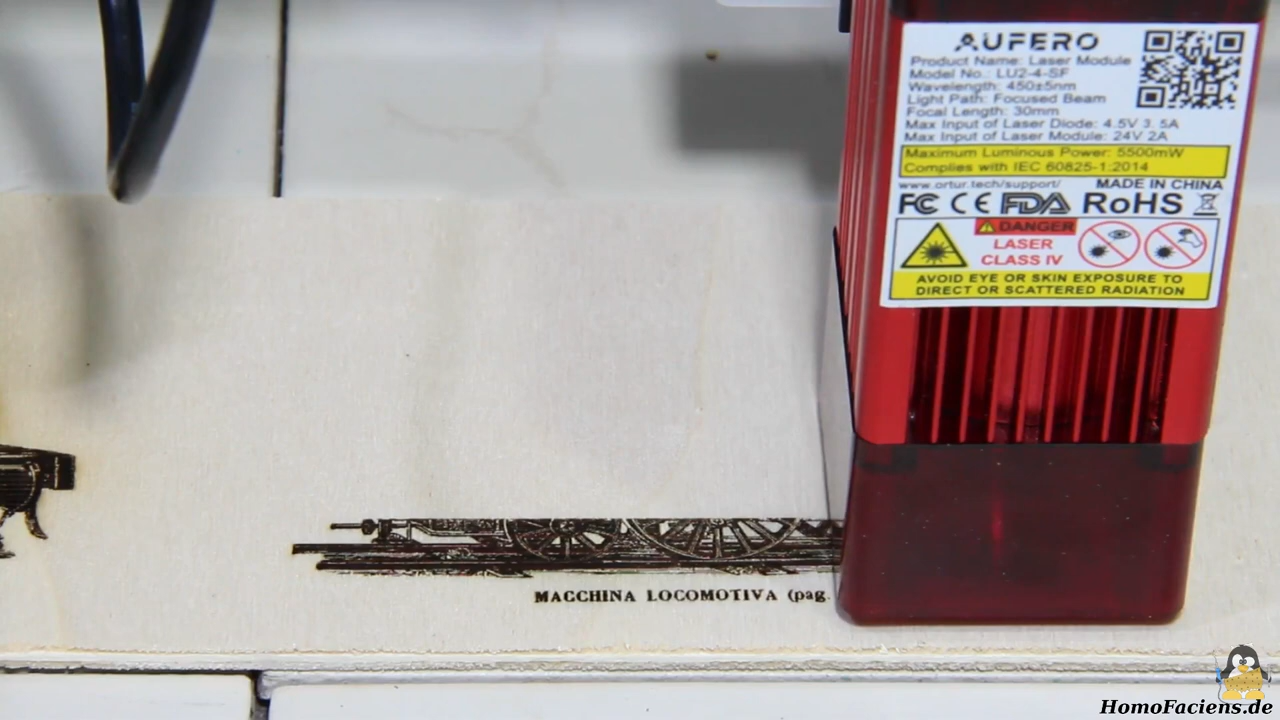 AUFERO
Product Name: Laser Module
Model No.: LU2-4-SF
Wavelength: 450±5nm
Light Path: Focused Beam
Focal Length: 30mm
Max Input of Laser Diode: 4.5V 3.5A
Max Input of Laser Module: 24V 2A
Maximum Luminous Power: 5500mW
Complies with IEC 60825-1:2014
www.ortur.tech/support/ MADE IN CHINA
FC CE FDA RoHS
DANGER
LASER
CLASS IV
AVOID EYE OR SKIN EXPOSURE TO
DIRECT OR SCATTERED RADIATION
MACCHINA LOCOMOTIVA (pag.
HomoFaciens.de